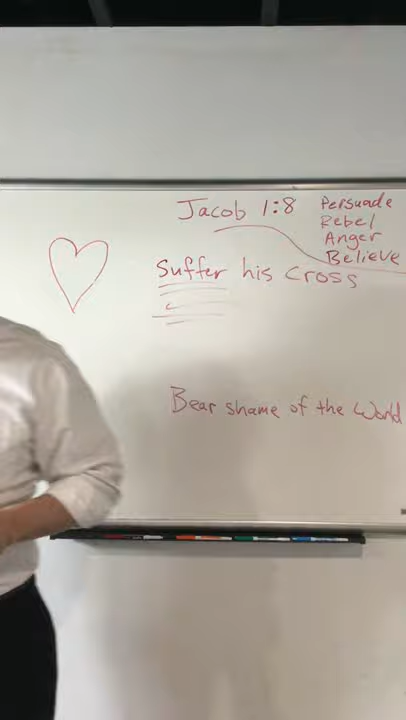 Jacob 1:8
Persuade
Rebel
Anger
Believe
Suffer his cross
Bear shame of the World